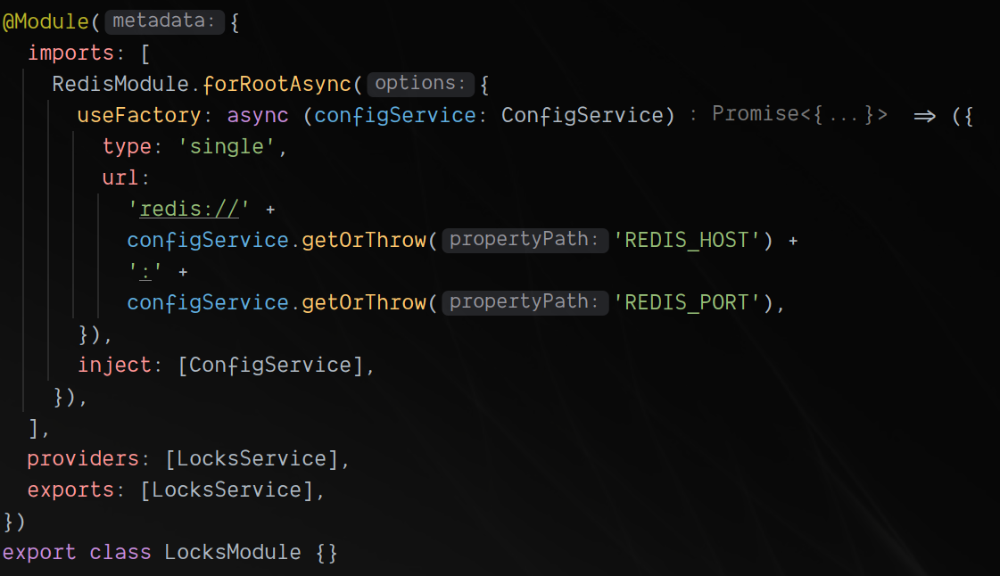 @Module( metadata: {
  imports: [
    RedisModule.forRootAsync( options: {
      useFactory: async (configService: ConfigService) : Promise<{...}> => ({
        type: 'single',
        url:
          'redis://' +
          configService.getOrThrow( propertyPath: 'REDIS_HOST') +
          ':' +
          configService.getOrThrow( propertyPath: 'REDIS_PORT'),
      }),
      inject: [ConfigService],
    }),
  ],
  providers: [LocksService],
  exports: [LocksService],
})
export class LocksModule {}